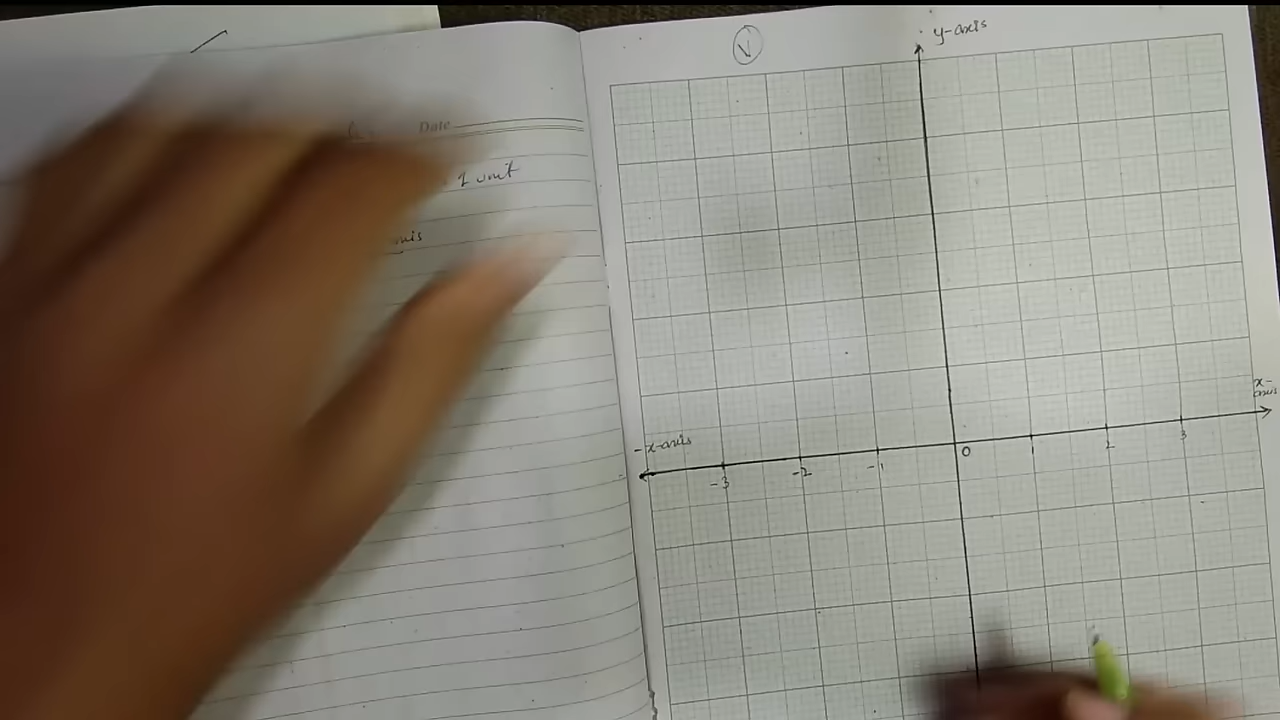 Date
1 unit
V
y-axis
x-
axis
-x-axis
-3 -2 -1 0 1 2 3